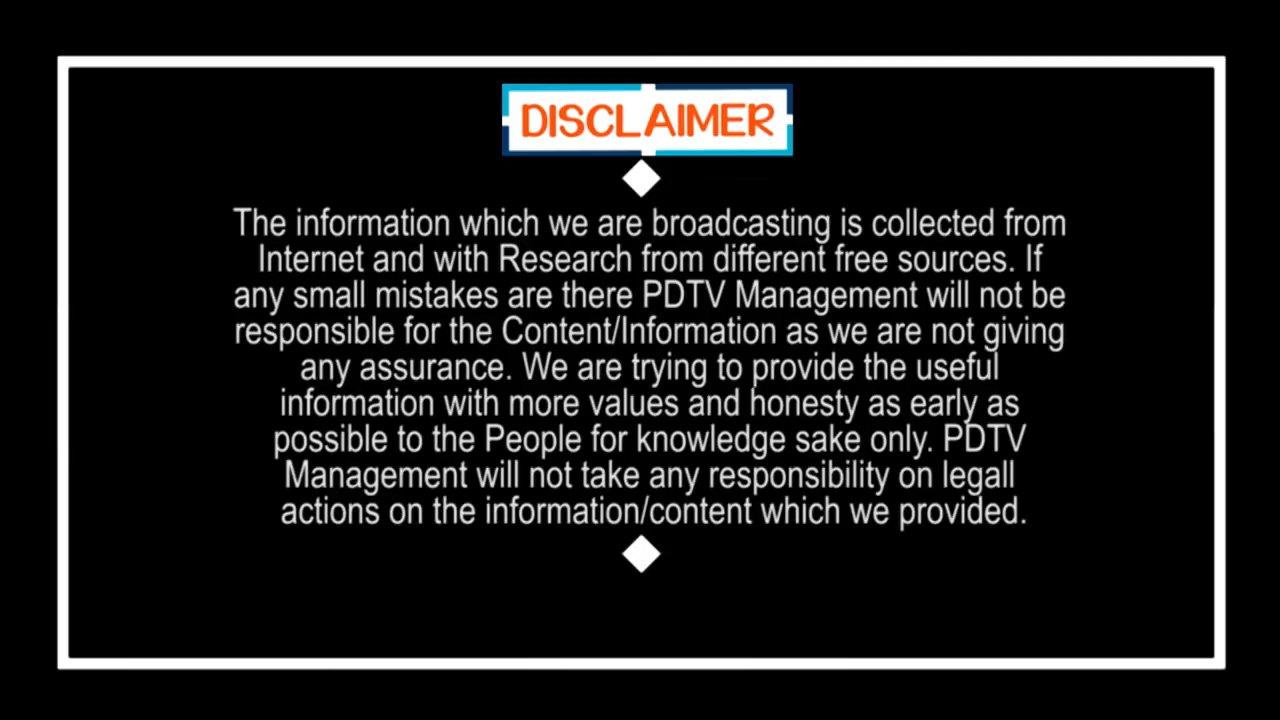 DISCLAIMER
The information which we are broadcasting is collected from
Internet and with Research from different free sources. If
any small mistakes are there PDTV Management will not be
responsible for the Content/Information as we are not giving
any assurance. We are trying to provide the useful
information with more values and honesty as early as
possible to the People for knowledge sake only. PDTV
Management will not take any responsibility on legall
actions on the information/content which we provided.